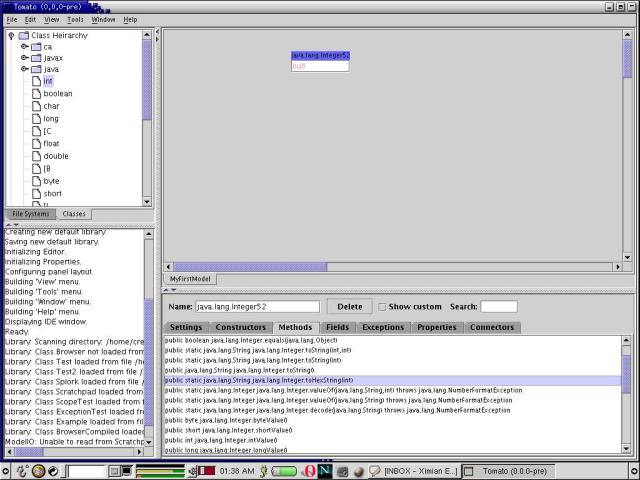 Tomato (0.0.0-pre)
File Edit View Tools Window Help
Class Heirarchy
ca
javax
java
int
boolean
char
long
[C
float
double
[B
byte
short
File Systems Classes
java.lang.Integer52
null
MyFirstModel
Creating new default library.
Saving new default library.
Initializing Editor.
Initializing Properties.
Configuring panel layout.
Building 'View' menu.
Building 'Tools' menu.
Building 'Window' menu.
Building 'Help' menu.
Displaying IDE window.
Ready.
Library: Scanning directory: /home/cre
Library: Class Browser not loaded from
Library: Class Test loaded from file /h
Library: Class Test2 loaded from file /
Library: Class Splork loaded from file /
Library: Class Scratchpad loaded from
Library: Class ScopeTest loaded from
Library: Class ExceptionTest loaded fr
Library: Class Example loaded from fi
Library: Class BrowserCompiled loaded
ModelIO: Unable to read from Scratchp
Name: java.lang.Integer52 Delete Show custom Search:
Settings Constructors Methods Fields Exceptions Properties Connectors
public boolean java.lang.Integer.equals(java.lang.Object)
public static java.lang.String java.lang.Integer.toString(int,int)
public static java.lang.String java.lang.Integer.toString(int)
public java.lang.String java.lang.Integer.toString()
public static java.lang.String java.lang.Integer.toHexString(int)
public static java.lang.Integer java.lang.Integer.valueOf(java.lang.String,int) throws java.lang.NumberFormatException
public static java.lang.Integer java.lang.Integer.valueOf(java.lang.String) throws java.lang.NumberFormatException
public static java.lang.Integer java.lang.Integer.decode(java.lang.String) throws java.lang.NumberFormatException
public byte java.lang.Integer.byteValue()
public short java.lang.Integer.shortValue()
public int java.lang.Integer.intValue()
public long java.lang.Integer.longValue()
01:38 AM N [INBOX - Ximian E... Tomato (0.0.0-pre)